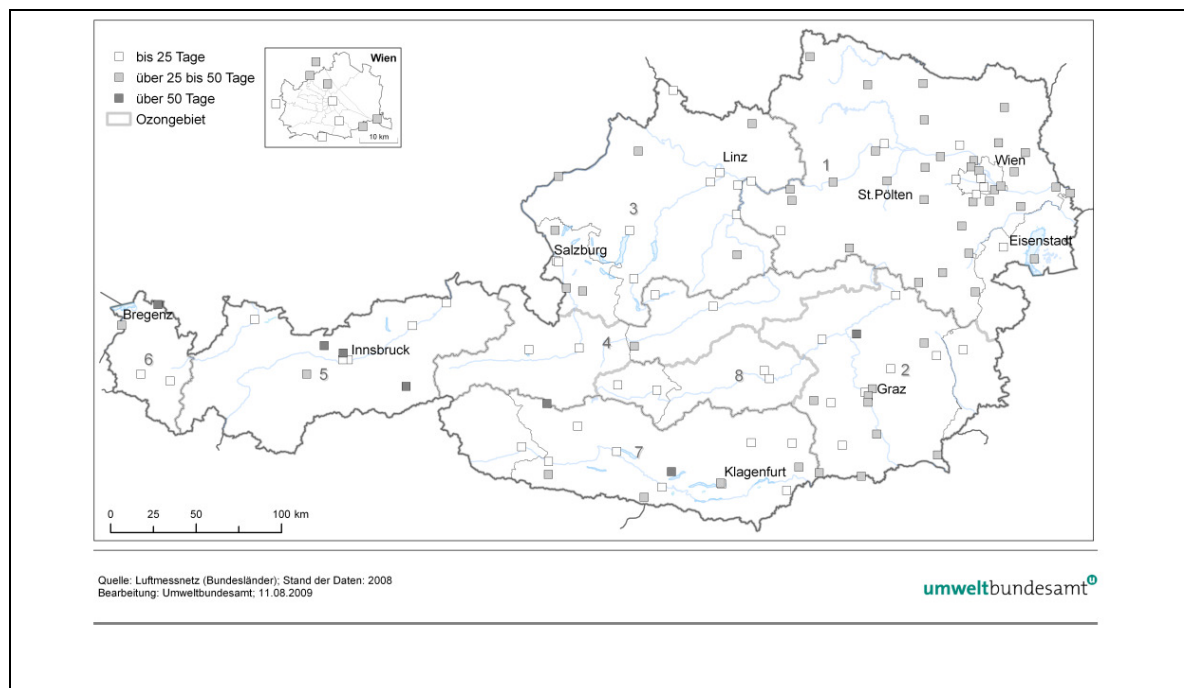 bis 25 Tage
über 25 bis 50 Tage
über 50 Tage
Ozongebiet
Wien
10 km
Linz
1
Wien
St.Pölten
3
Salzburg
Eisenstadt
Bregenz
6
Innsbruck
5
4
8
2
Graz
7
Klagenfurt
0 25 50 100 km
Quelle: Luftmessnetz (Bundesländer); Stand der Daten: 2008
Bearbeitung: Umweltbundesamt; 11.08.2009
umweltbundesamt u